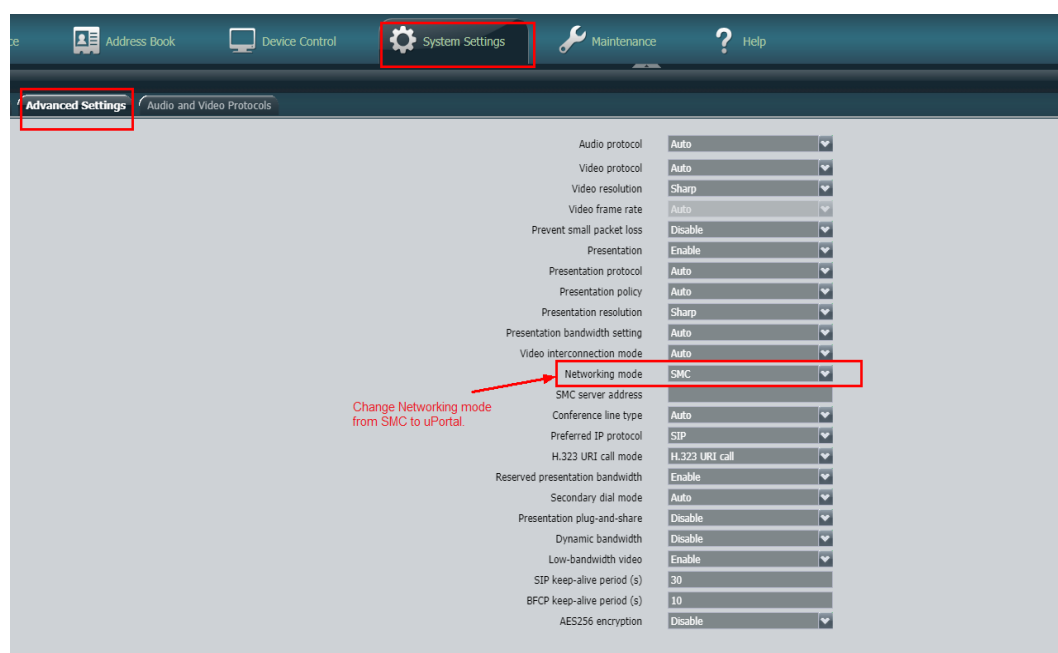 ce
Address Book
Device Control
System Settings
Maintenance
? Help
Advanced Settings
Audio and Video Protocols
Audio protocol Auto
Video protocol Auto
Video resolution Sharp
Video frame rate Auto
Prevent small packet loss Disable
Presentation Enable
Presentation protocol Auto
Presentation policy Auto
Presentation resolution Sharp
Presentation bandwidth setting Auto
Video interconnection mode Auto
Networking mode SMC
SMC server address
Change Networking mode
from SMC to uPortal.
Conference line type Auto
Preferred IP protocol SIP
H.323 URI call mode H.323 URI call
Reserved presentation bandwidth Enable
Secondary dial mode Auto
Presentation plug-and-share Disable
Dynamic bandwidth Disable
Low-bandwidth video Enable
SIP keep-alive period (s) 30
BFCP keep-alive period (s) 10
AES256 encryption Disable